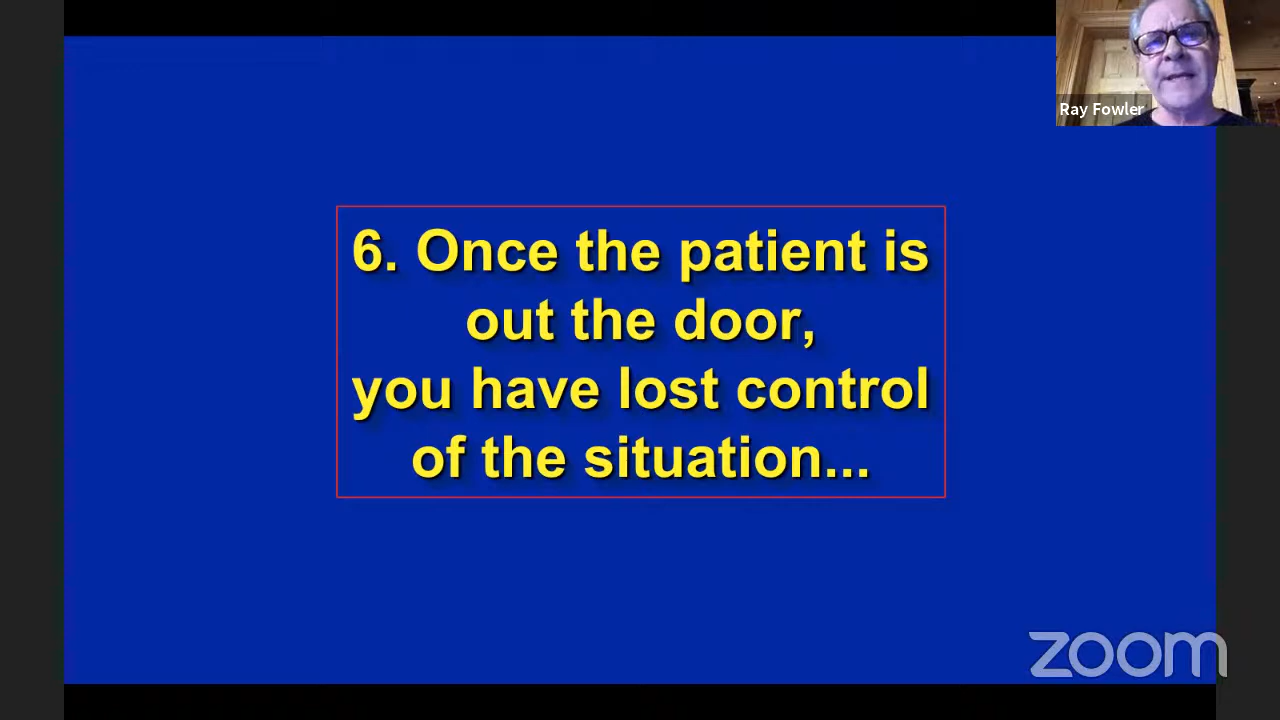 Ray Fowler
6. Once the patient is
out the door,
you have lost control
of the situation...
zoom